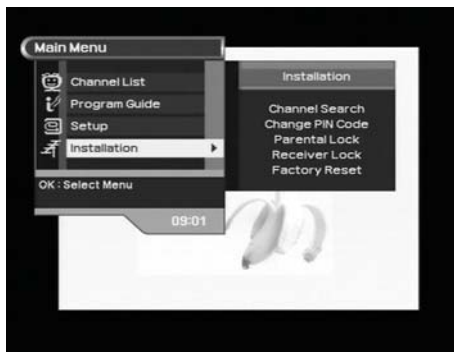 Main Menu
Channel List
Program Guide
Setup
Installation
OK : Select Menu
09:01
Installation
Channel Search
Change PIN Code
Parental Lock
Receiver Lock
Factory Reset